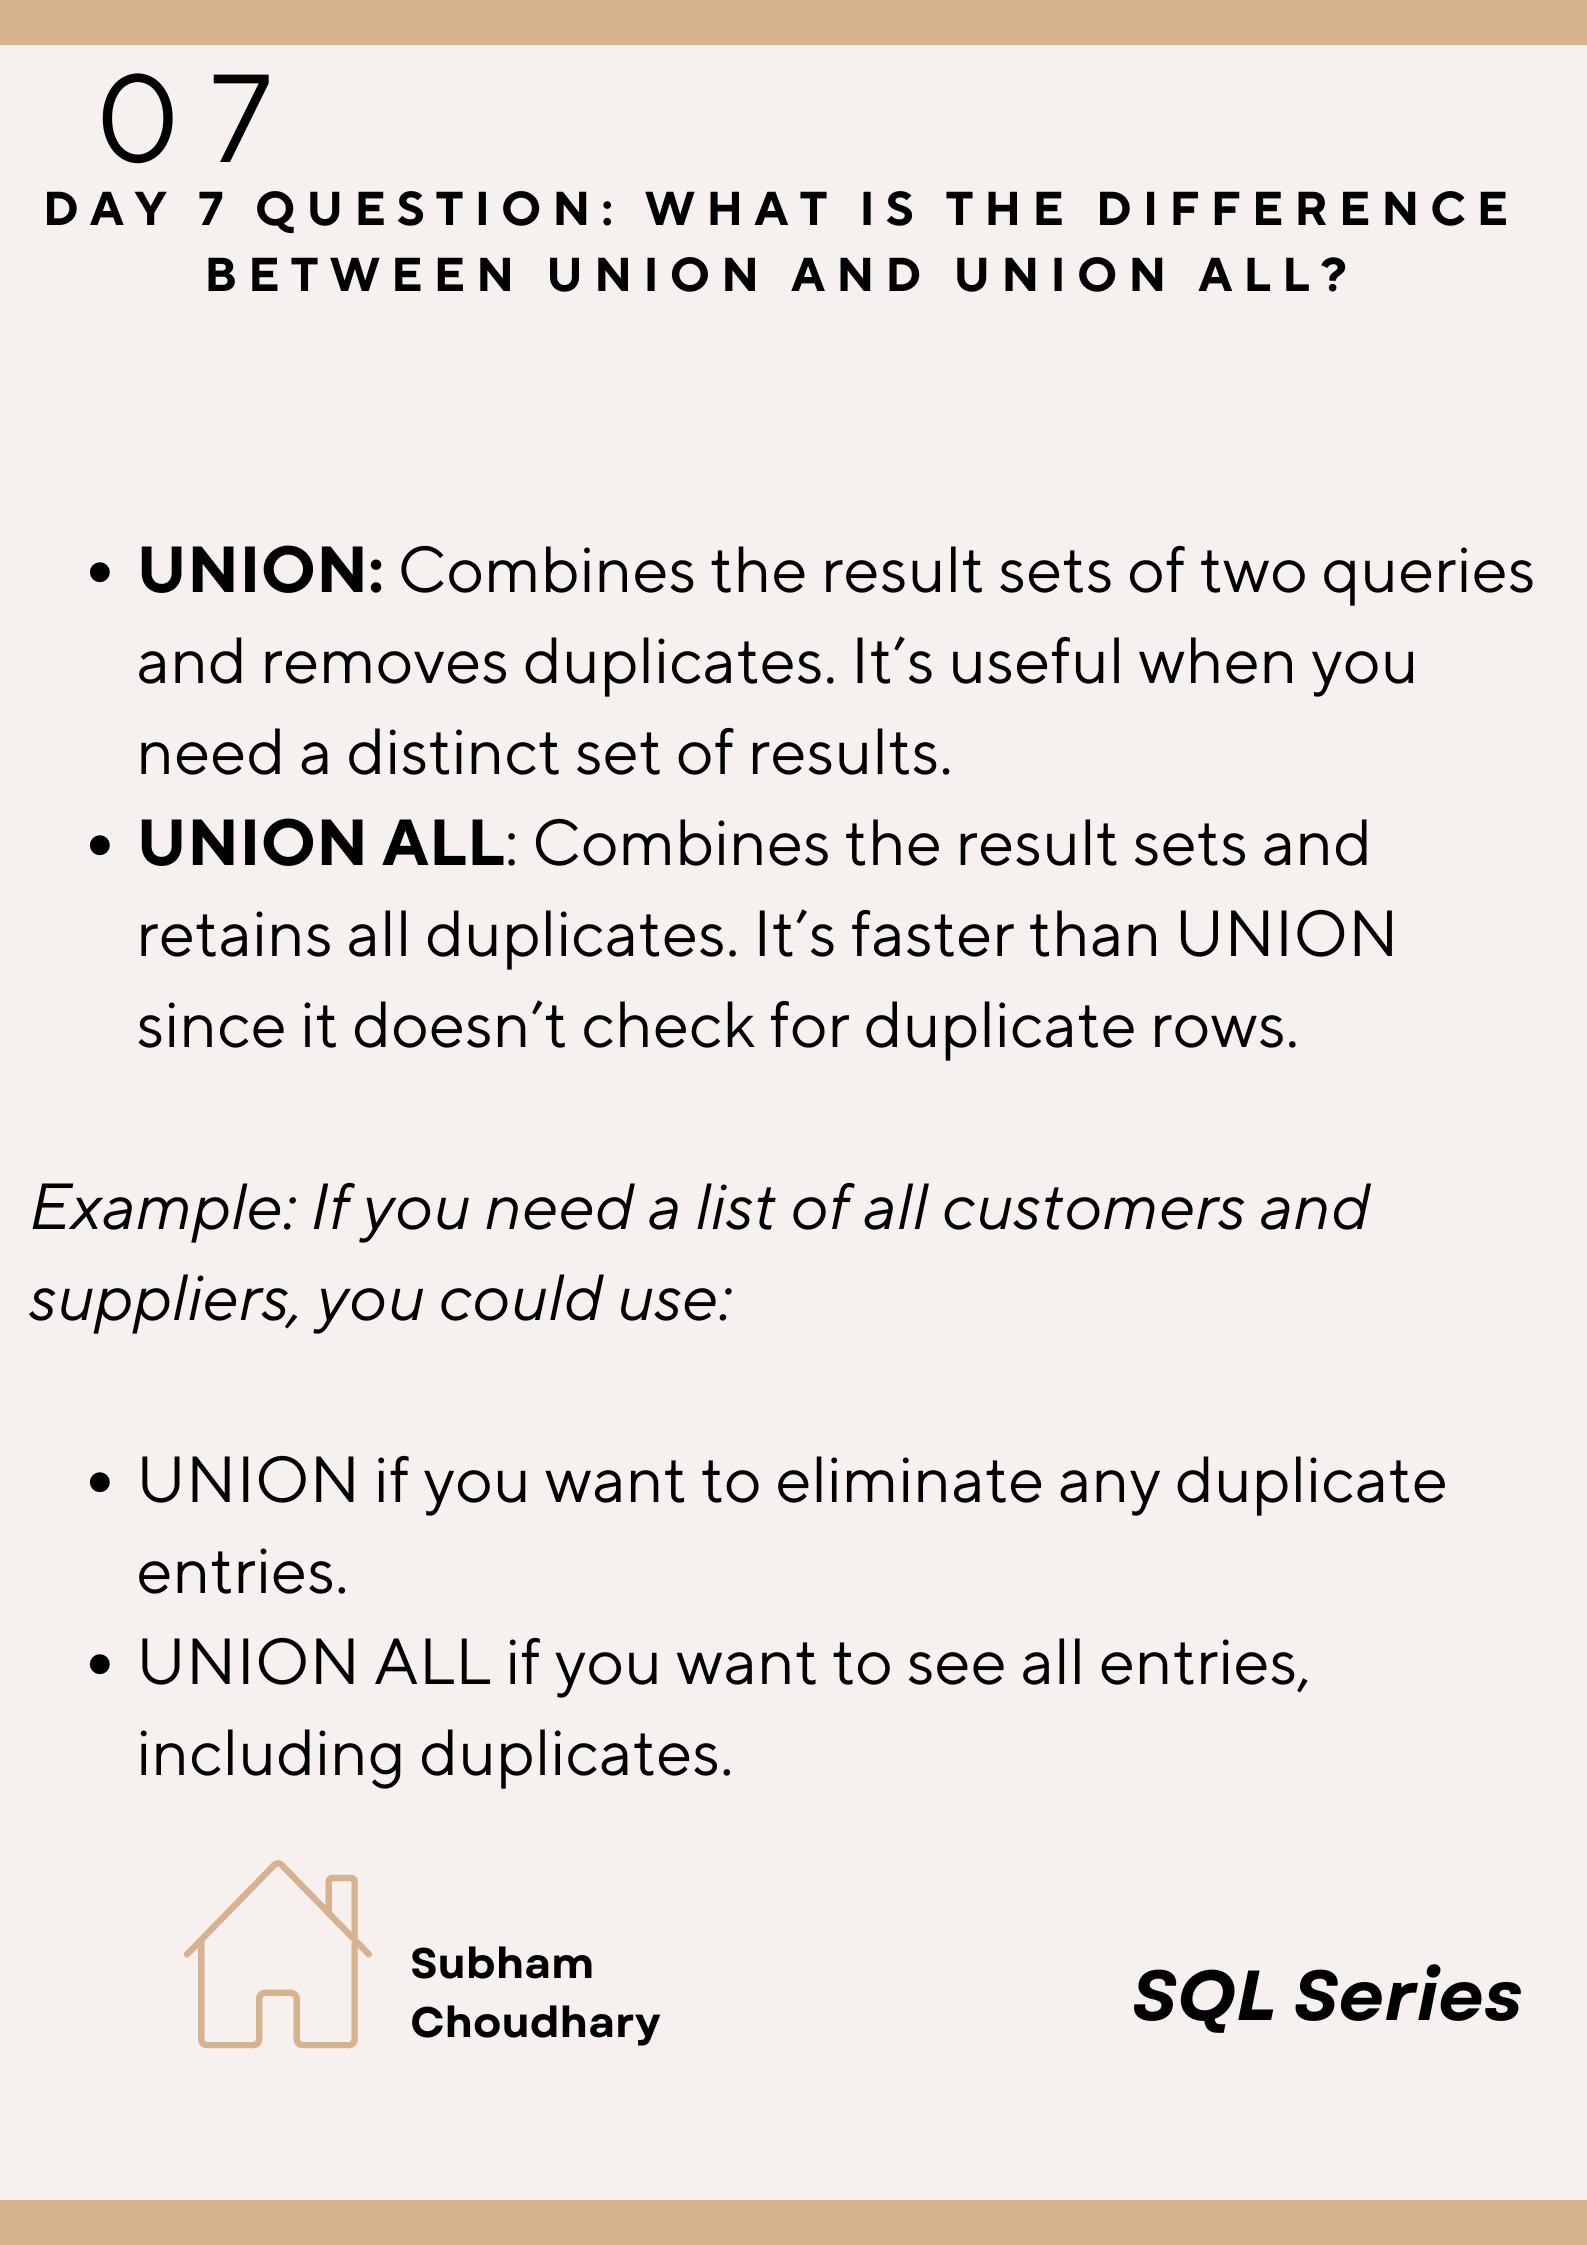 07
DAY 7 QUESTION: WHAT IS THE DIFFERENCE
BETWEEN UNION AND UNION ALL?
• UNION: Combines the result sets of two queries
and removes duplicates. It’s useful when you
need a distinct set of results.
• UNION ALL: Combines the result sets and
retains all duplicates. It’s faster than UNION
since it doesn’t check for duplicate rows.
Example: If you need a list of all customers and
suppliers, you could use:
• UNION if you want to eliminate any duplicate
entries.
• UNION ALL if you want to see all entries,
including duplicates.
Subham
Choudhary
SQL Series